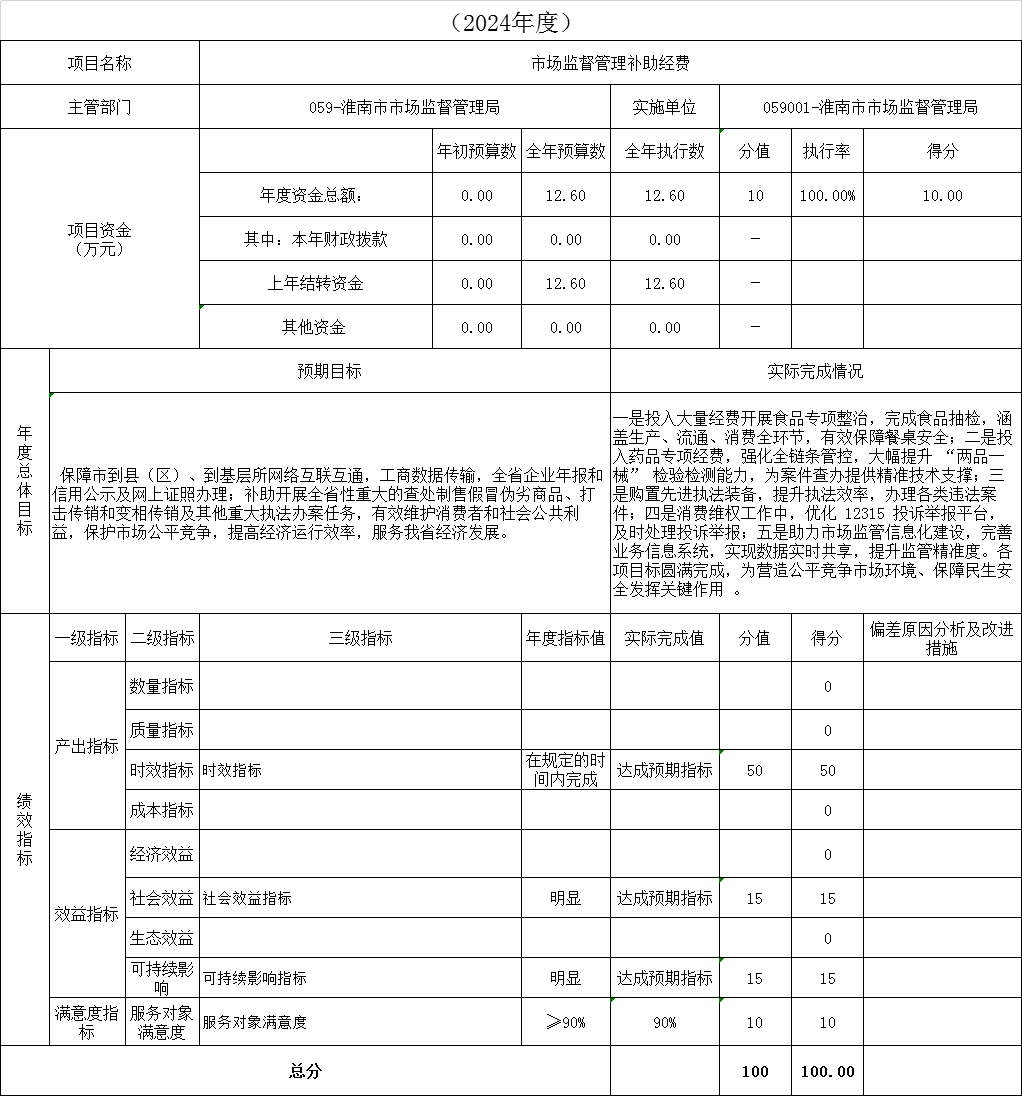 （2024年度）
项目名称 市场监督管理补助经费
主管部门 059-淮南市市场监督管理局 实施单位 059001-淮南市市场监督管理局
年初预算数 全年预算数 全年执行数 分值 执行率 得分
项目资金
（万元）
年度资金总额： 0.00 12.60 12.60 10 100.00% 10.00
其中：本年财政拨款 0.00 0.00 0.00 －
上年结转资金 0.00 12.60 12.60 －
其他资金 0.00 0.00 0.00 －
年度总体目标
预期目标 实际完成情况
保障市到县（区）、到基层所网络互联互通，工商数据传输，全省企业年报和
信用公示及网上证照办理；补助开展全省性重大的查处制售假冒伪劣商品、打
击传销和变相传销及其他重大执法办案任务，有效维护消费者和社会公共利
益，保护市场公平竞争，提高经济运行效率，服务我省经济发展。
一是投入大量经费开展食品专项整治，完成食品抽检，涵
盖生产、流通、消费全环节，有效保障餐桌安全；二是投
入药品专项经费，强化全链条管控，大幅提升 “两品一
械” 检验检测能力，为案件查办提供精准技术支撑；三
是购置先进执法装备，提升执法效率，办理各类违法案
件；四是消费维权工作中，优化 12315 投诉举报平台，
及时处理投诉举报；五是助力市场监管信息化建设，完善
业务信息系统，实现数据实时共享，提升监管精准度。各
项目标圆满完成，为营造公平竞争市场环境、保障民生安
全发挥关键作用 。
绩效指标
一级指标 二级指标 三级指标 年度指标值 实际完成值 分值 得分 偏差原因分析及改进
措施
产出指标
数量指标 0
质量指标 0
时效指标 时效指标 在规定的时
间内完成 达成预期指标 50 50
成本指标 0
效益指标
经济效益 0
社会效益 社会效益指标 明显 达成预期指标 15 15
生态效益 0
可持续影
响 可持续影响指标 明显 达成预期指标 15 15
满意度指
标 服务对象
满意度 服务对象满意度 ≥90% 90% 10 10
总分 100 100.00